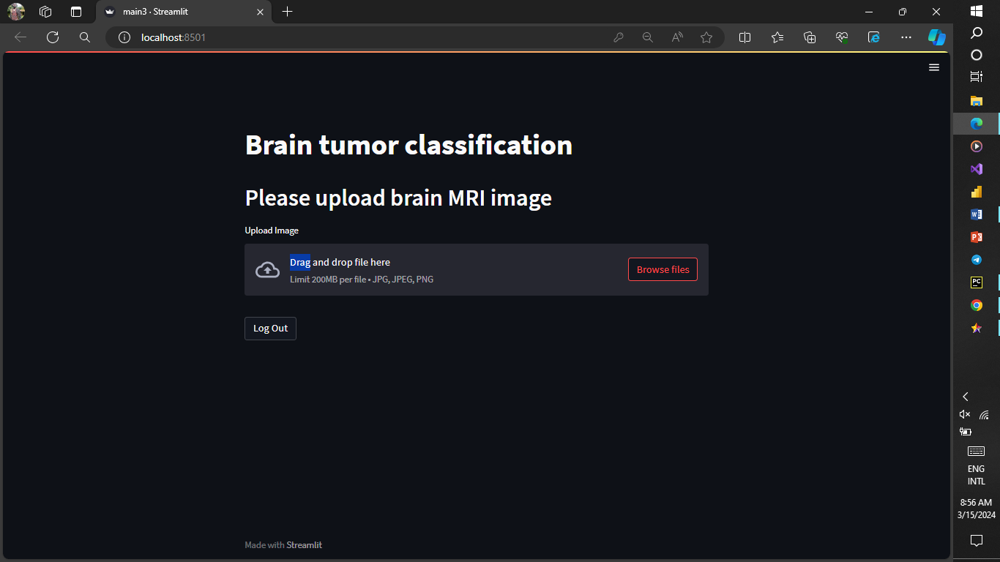 main3 · Streamlit
localhost:8501
Brain tumor classification
Please upload brain MRI image
Upload Image
Drag and drop file here
Limit 200MB per file • JPG, JPEG, PNG
Browse files
Log Out
Made with Streamlit
PC
ENG
INTL
8:56 AM
3/15/2024